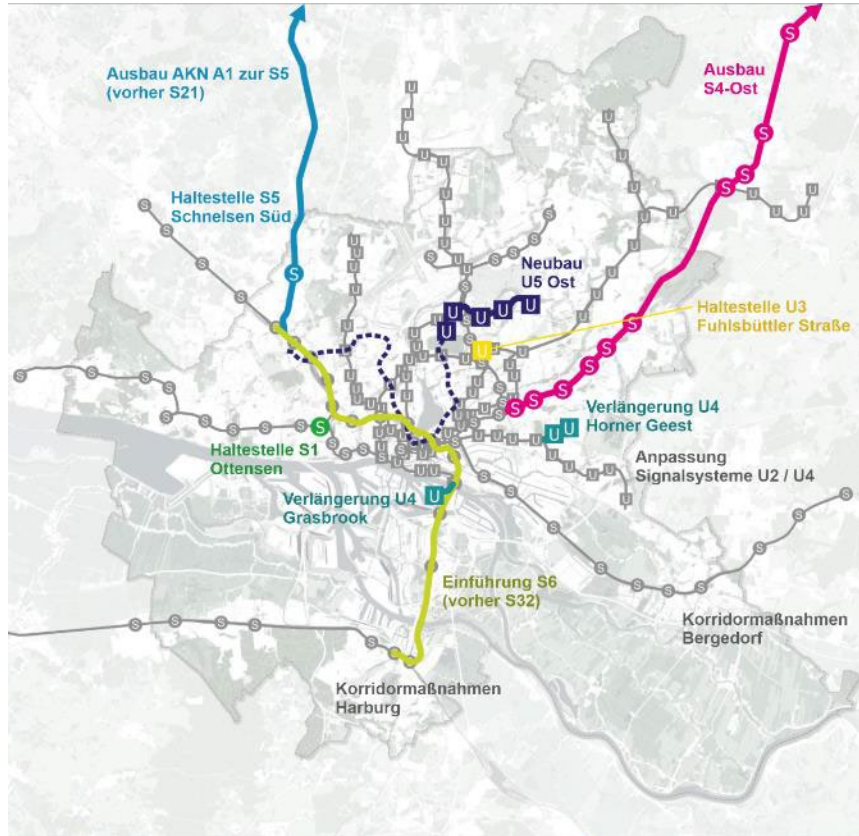 Ausbau AKN A1 zur S5
(vorher S21)
Ausbau
S4-Ost
Haltestelle S5
Schnelsen Süd
Neubau
U5 Ost
Haltestelle U3
Fuhlsbüttler Straße
Verlängerung U4
Horner Geest
Haltestelle S1
Ottensen
Anpassung
Signalsysteme U2 / U4
Verlängerung U4
Grasbrook
Einführung S6
(vorher S32)
Korridormaßnahmen
Bergedorf
Korridormaßnahmen
Harburg